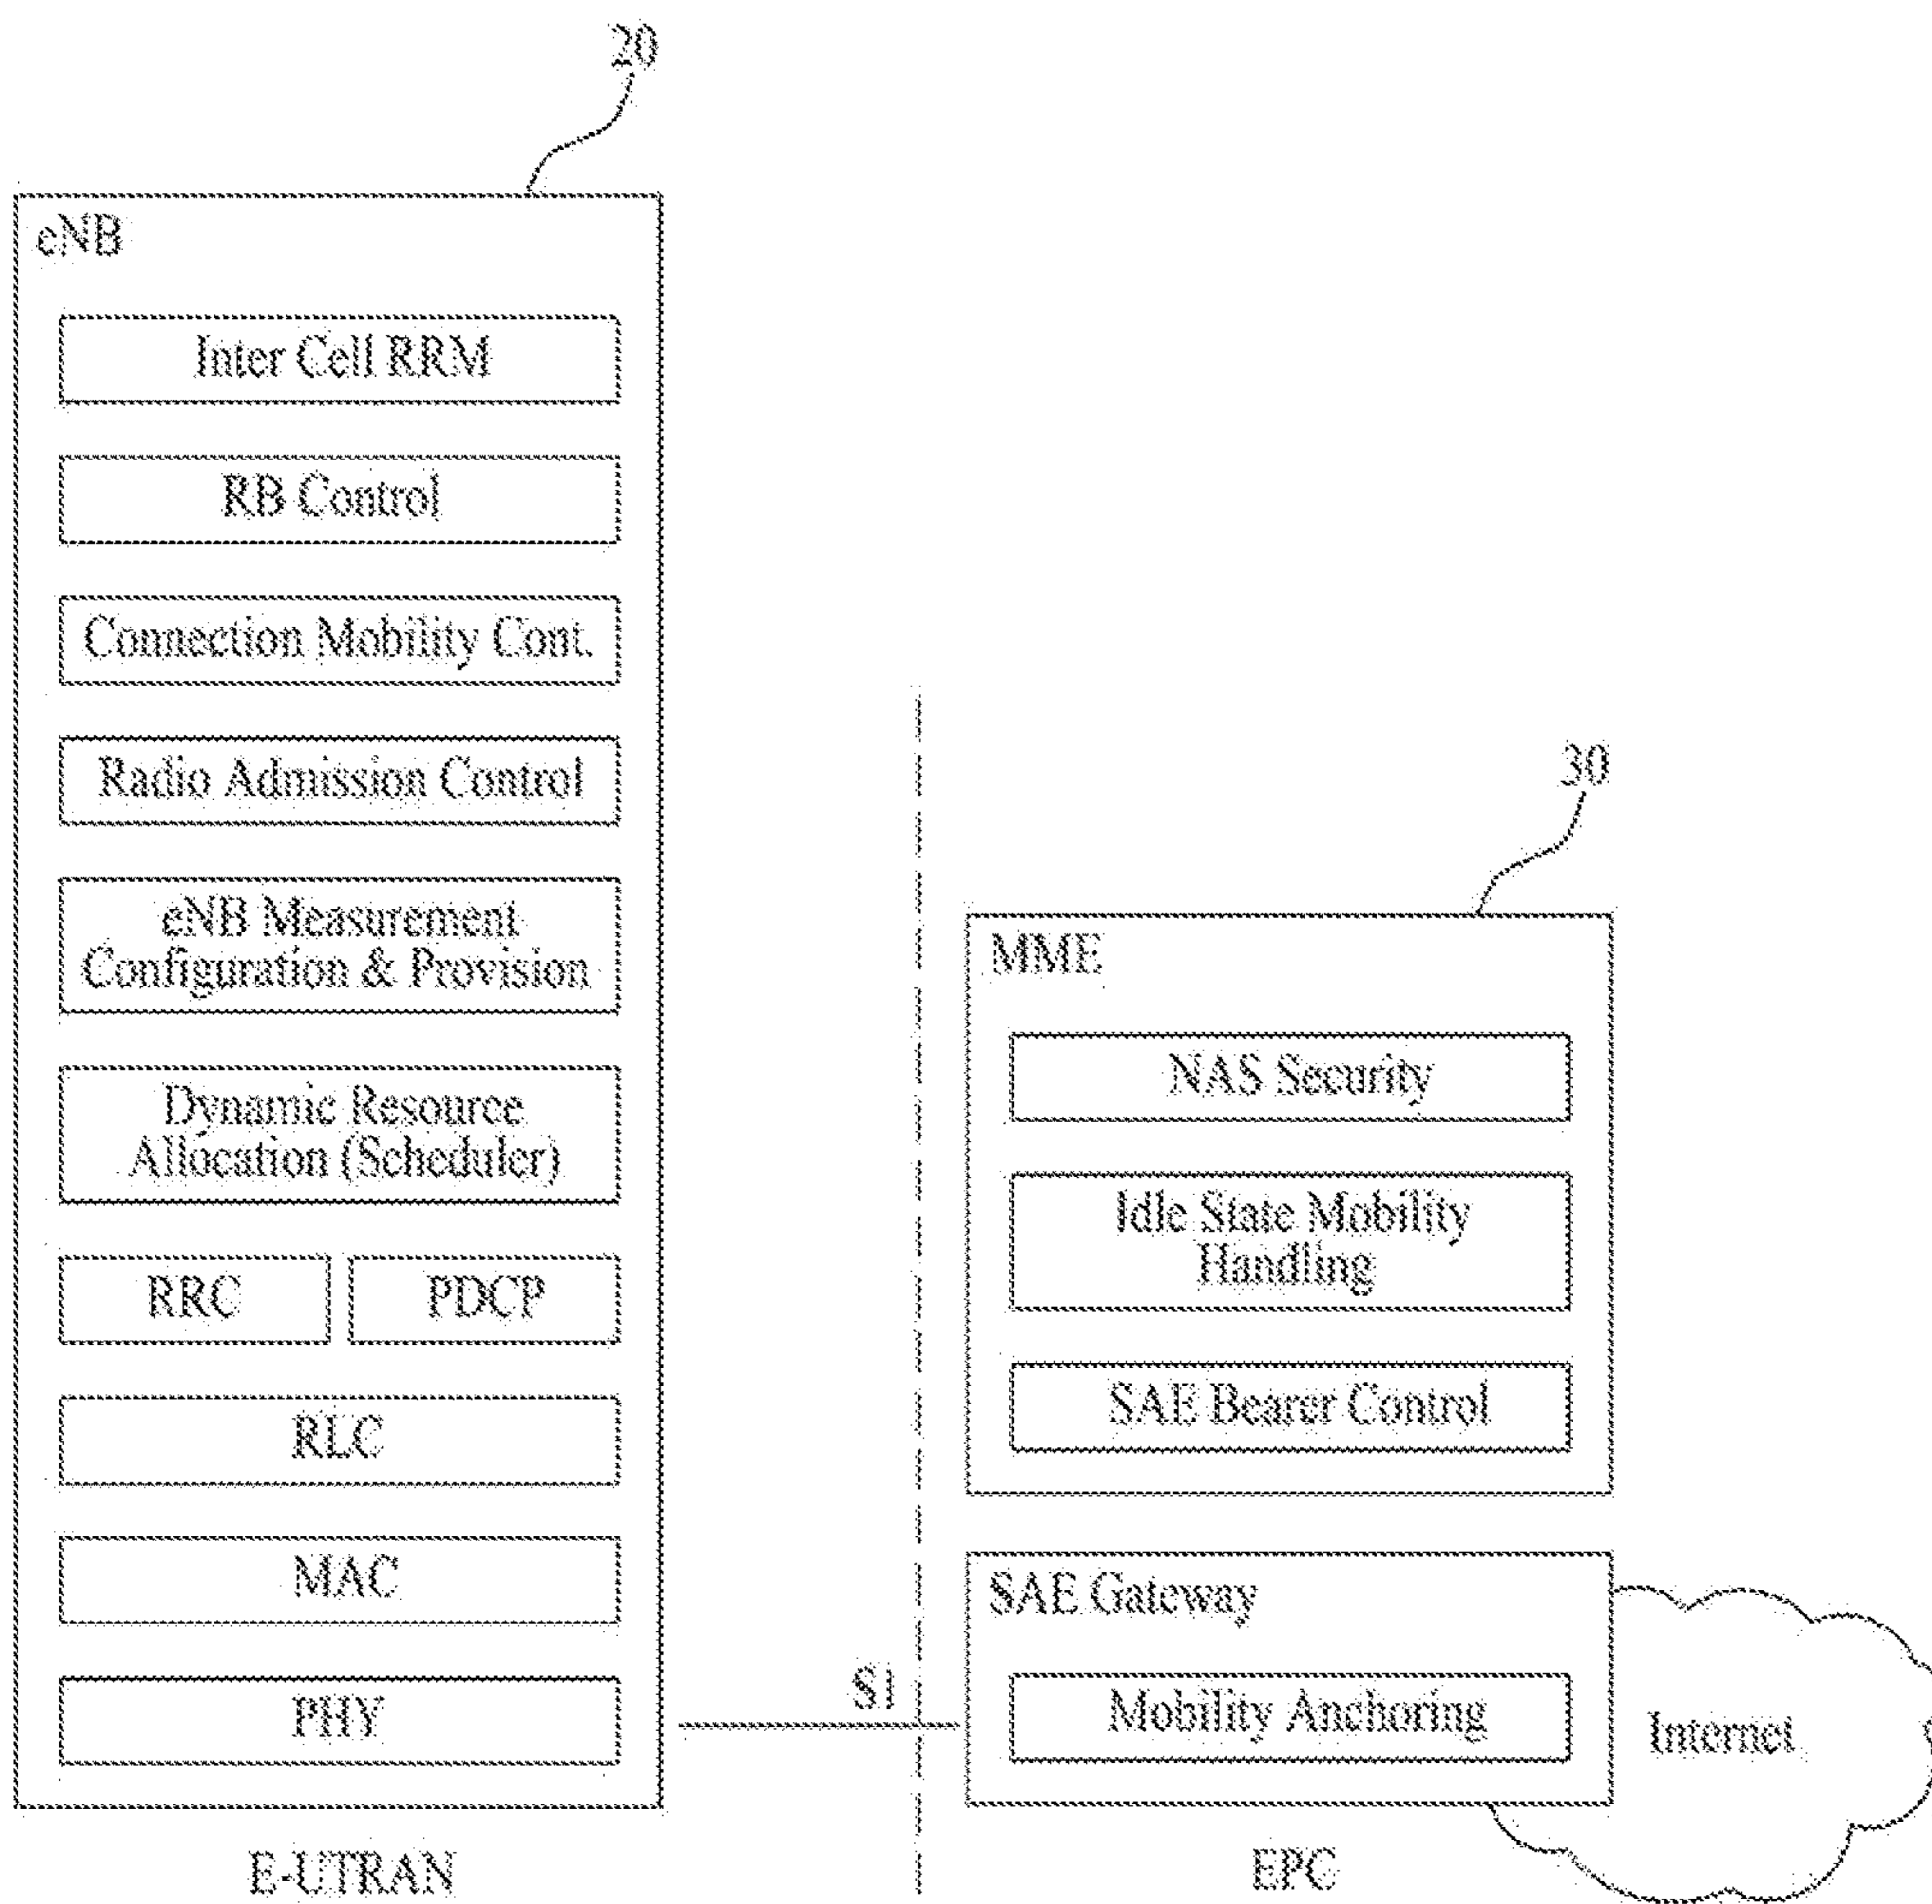 20
eNB
Inter Cell RRM
RB Control
Connection Mobility Cont.
Radio Admission Control
eNB Measurement
Configuration & Provision
Dynamic Resource
Allocation (Scheduler)
RRC
PDCP
RLC
MAC
PHY
E-UTRAN
S1
30
MME
NAS Security
Idle State Mobility
Handling
SAE Bearer Control
SAE Gateway
Mobility Anchoring
Internet
EPC